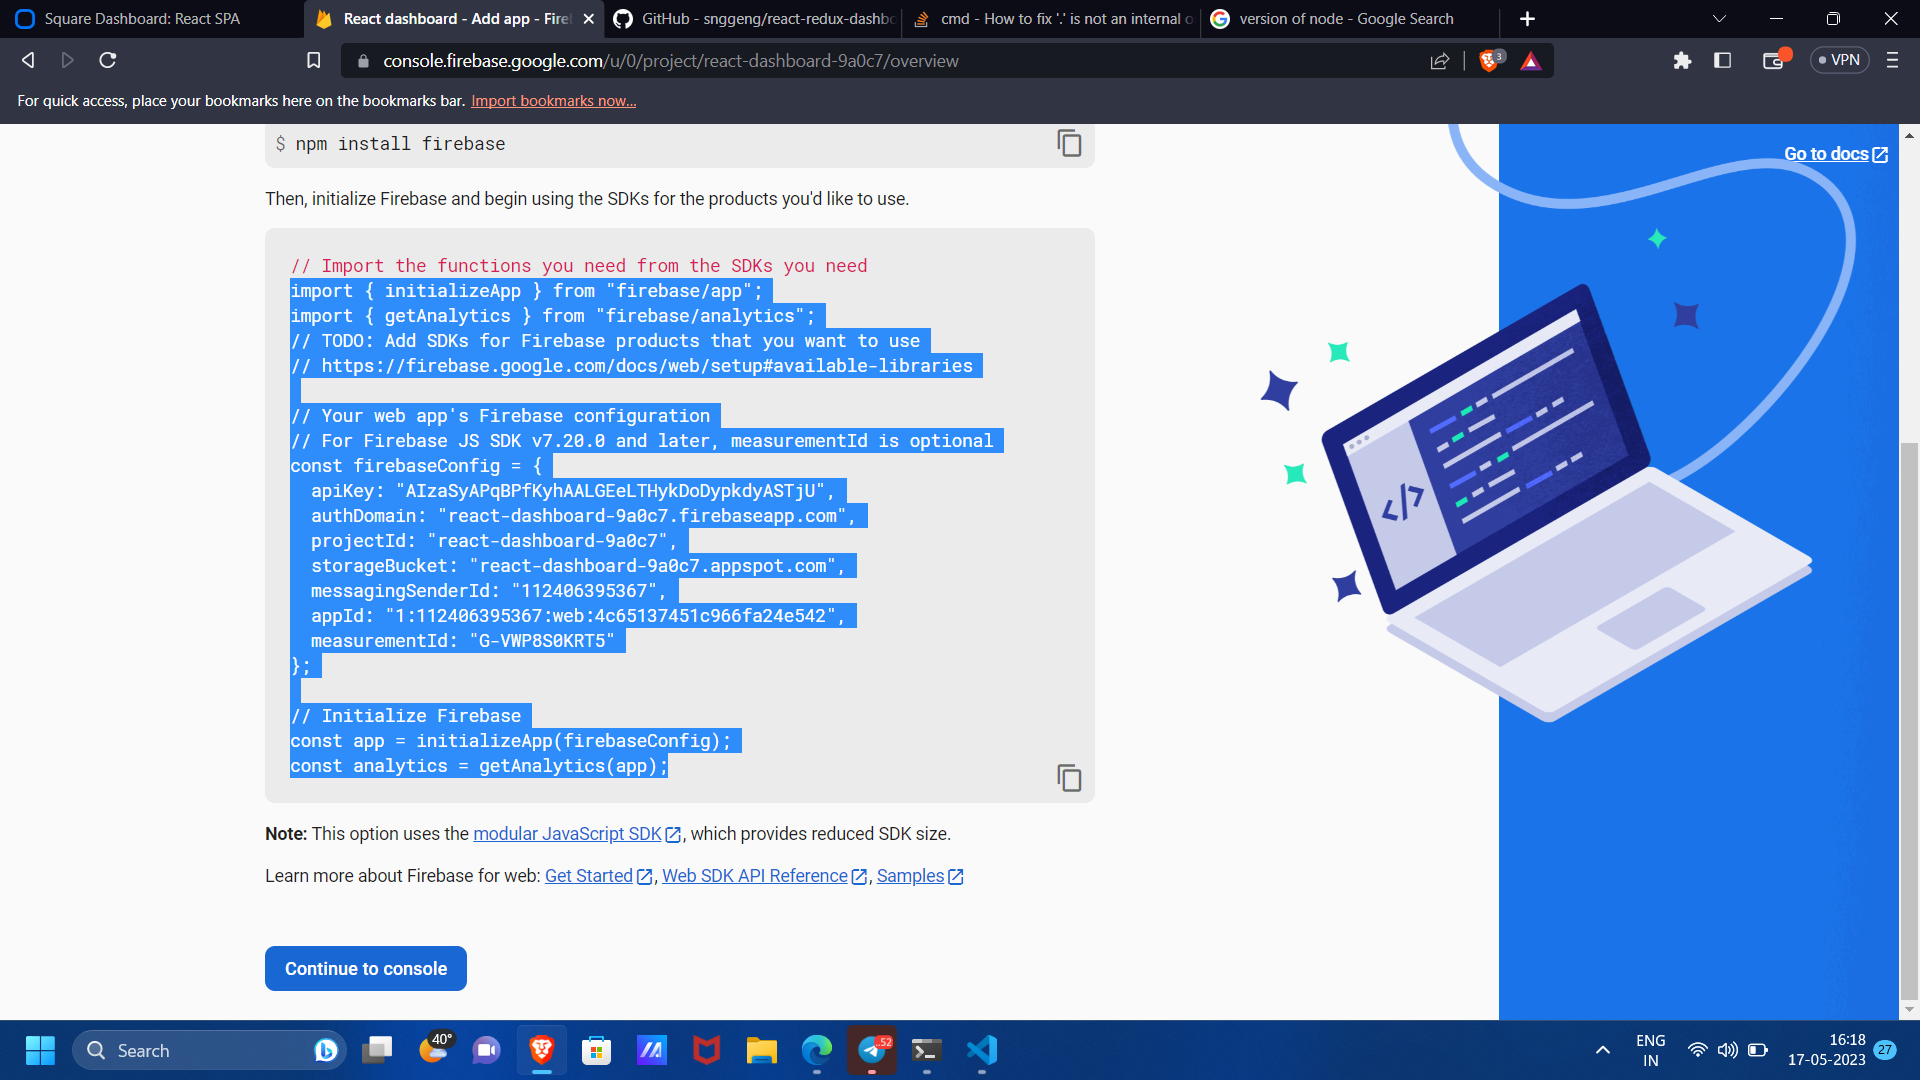 Square Dashboard: React SPA
React dashboard - Add app - Fire
GitHub - snggeng/react-redux-dashbo
cmd - How to fix '.' is not an internal o
version of node - Google Search
console.firebase.google.com/u/0/project/react-dashboard-9a0c7/overview
3
VPN
For quick access, place your bookmarks here on the bookmarks bar. Import bookmarks now...
$ npm install firebase
Go to docs
Then, initialize Firebase and begin using the SDKs for the products you'd like to use.
// Import the functions you need from the SDKs you need
import { initializeApp } from "firebase/app";
import { getAnalytics } from "firebase/analytics";
// TODO: Add SDKs for Firebase products that you want to use
// https://firebase.google.com/docs/web/setup#available-libraries
// Your web app's Firebase configuration
// For Firebase JS SDK v7.20.0 and later, measurementId is optional
const firebaseConfig = {
  apiKey: "AIzaSyAPqBPfKyhAALGEeLTHykDoDypkdyASTjU",
  authDomain: "react-dashboard-9a0c7.firebaseapp.com",
  projectId: "react-dashboard-9a0c7",
  storageBucket: "react-dashboard-9a0c7.appspot.com",
  messagingSenderId: "112406395367",
  appId: "1:112406395367:web:4c65137451c966fa24e542",
  measurementId: "G-VWP8S0KRT5"
};
// Initialize Firebase
const app = initializeApp(firebaseConfig);
const analytics = getAnalytics(app);
</>
Note: This option uses the modular JavaScript SDK, which provides reduced SDK size.
Learn more about Firebase for web: Get Started, Web SDK API Reference, Samples
Continue to console
Search
40°
..52
ENG
IN
16:18
17-05-2023
27